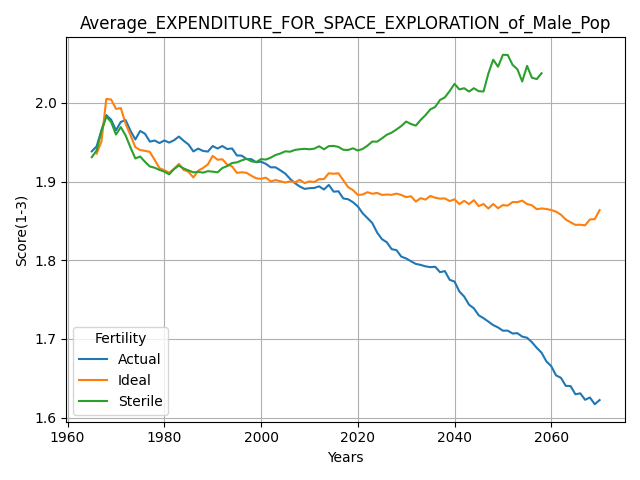 Average_EXPENDITURE_FOR_SPACE_EXPLORATION_of_Male_Pop
2.0
1.9
1.8
1.7
1.6
Score(1-3)
Fertility
Actual
Ideal
Sterile
1960 1980 2000 2020 2040 2060
Years